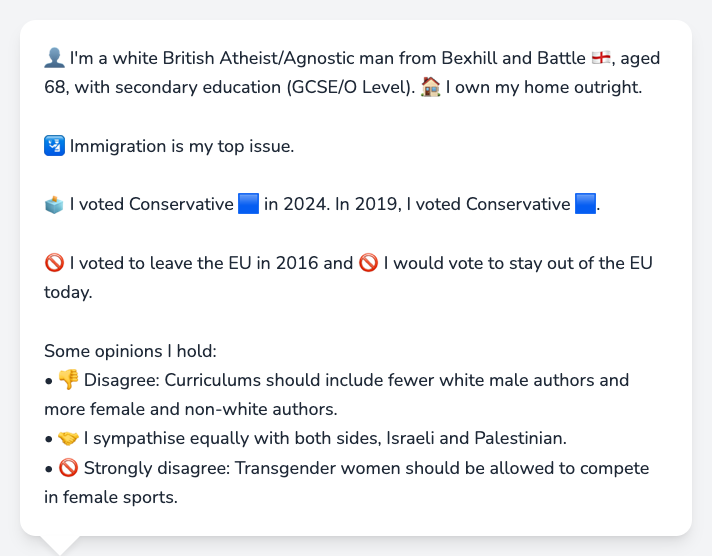 👤 I'm a white British Atheist/Agnostic man from Bexhill and Battle 🏴󠁧󠁢󠁥󠁮󠁧󠁿, aged
68, with secondary education (GCSE/O Level). 🏠 I own my home outright.
🛂 Immigration is my top issue.
🗳️ I voted Conservative 🟦 in 2024. In 2019, I voted Conservative 🟦.
🚫 I voted to leave the EU in 2016 and 🚫 I would vote to stay out of the EU
today.
Some opinions I hold:
• 👎 Disagree: Curriculums should include fewer white male authors and
more female and non-white authors.
• 🤝 I sympathise equally with both sides, Israeli and Palestinian.
• 🚫 Strongly disagree: Transgender women should be allowed to compete
in female sports.